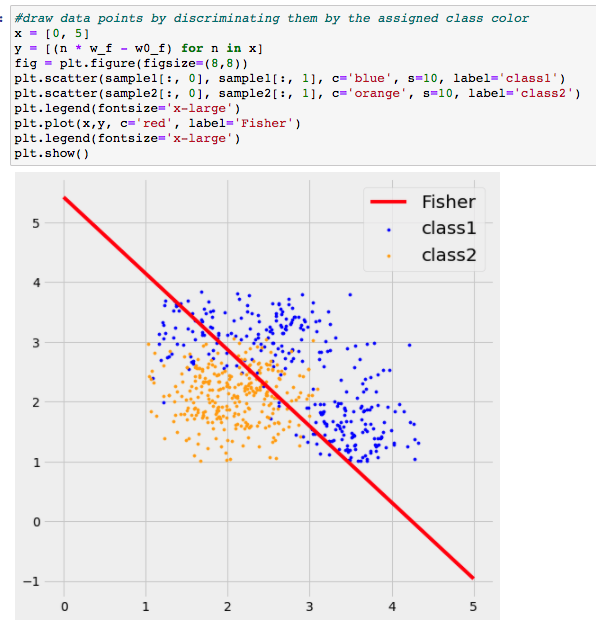 #draw data points by discriminating them by the assigned class color
x = [0, 5]
y = [(n * w_f - w0_f) for n in x]
fig = plt.figure(figsize=(8,8))
plt.scatter(sample1[:, 0], sample1[:, 1], c='blue', s=10, label='class1')
plt.scatter(sample2[:, 0], sample2[:, 1], c='orange', s=10, label='class2')
plt.legend(fontsize='x-large')
plt.plot(x,y, c='red', label='Fisher')
plt.legend(fontsize='x-large')
plt.show()
Fisher
class1
class2
5
4
3
2
1
0
−1
0 1 2 3 4 5